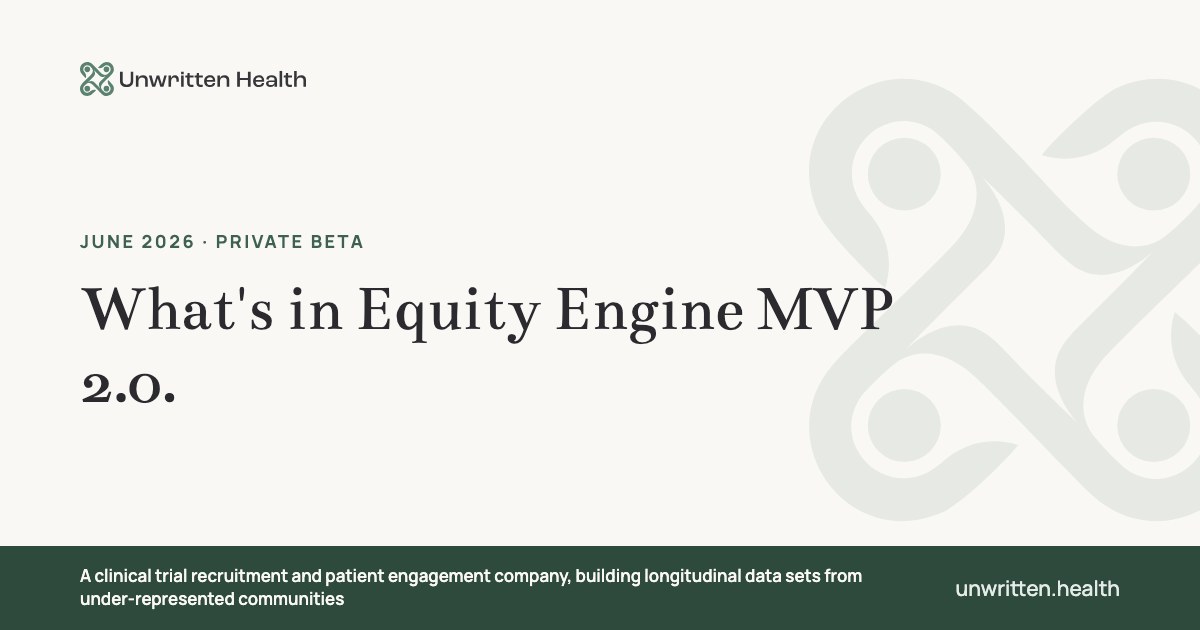 Unwritten Health
JUNE 2026 · PRIVATE BETA
What's in Equity Engine MVP
2.0.
A clinical trial recruitment and patient engagement company, building longitudinal data sets from
under-represented communities
unwritten.health